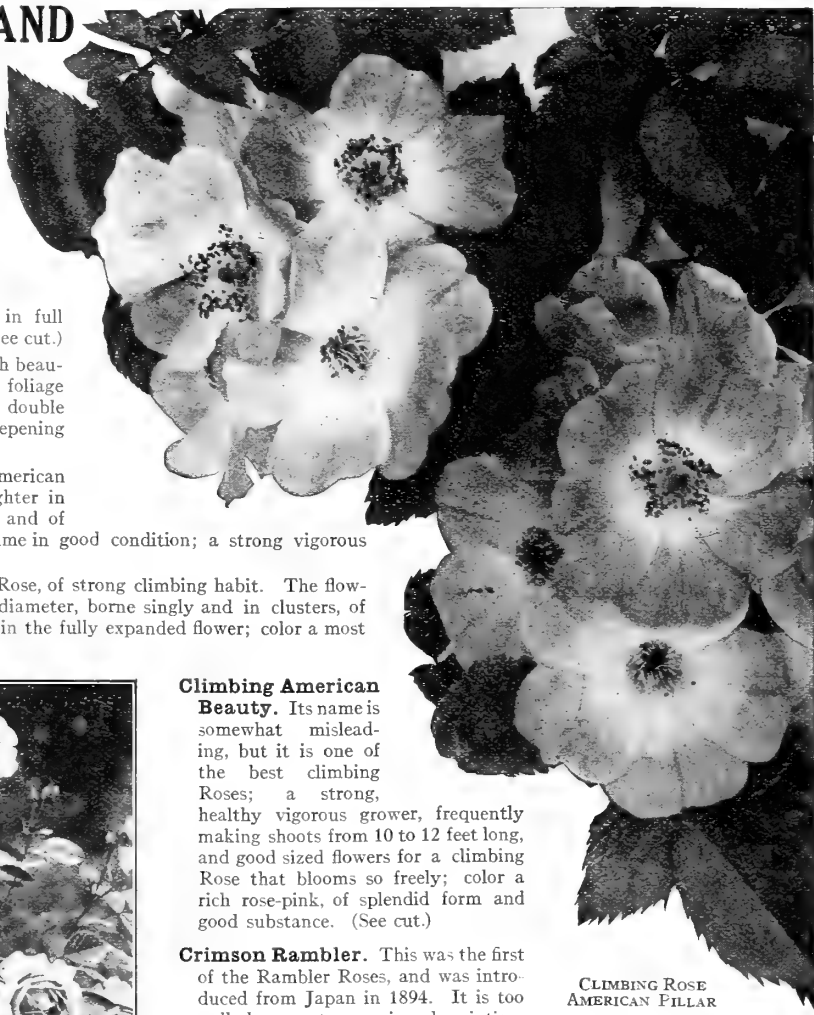 AND
in full
ee cut.)
h beau-
foliage
double
epening
merican
ghter in
and of
me in good condition; a strong vigorous
Rose, of strong climbing habit. The flow-
diameter, borne singly and in clusters, of
in the fully expanded flower; color a most
Climbing American
Beauty. Its name is
somewhat mislead-
ing, but it is one of
the best climbing
Roses; a strong,
healthy vigorous grower, frequently
making shoots from 10 to 12 feet long,
and good sized flowers for a climbing
Rose that blooms so freely; color a
rich rose-pink, of splendid form and
good substance. (See cut.)
Crimson Rambler. This was the first
of the Rambler Roses, and was intro-
duced from Japan in 1894. It is too
CLIMBING ROSE
AMERICAN PILLAR